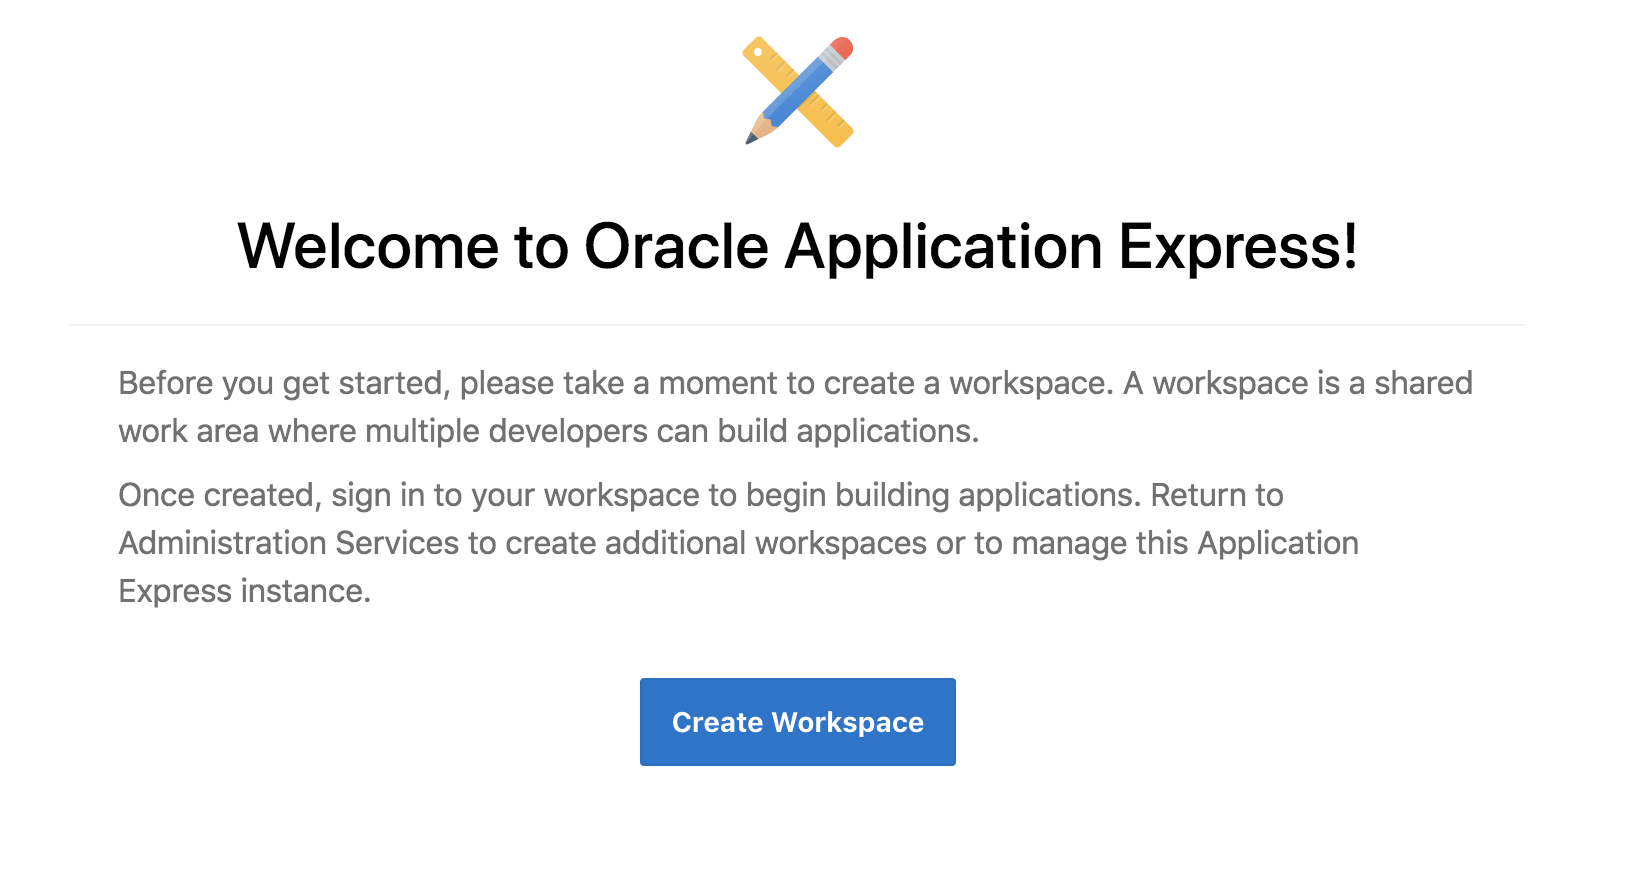 Welcome to Oracle Application Express!
Before you get started, please take a moment to create a workspace. A workspace is a shared
work area where multiple developers can build applications.
Once created, sign in to your workspace to begin building applications. Return to
Administration Services to create additional workspaces or to manage this Application
Express instance.
Create Workspace